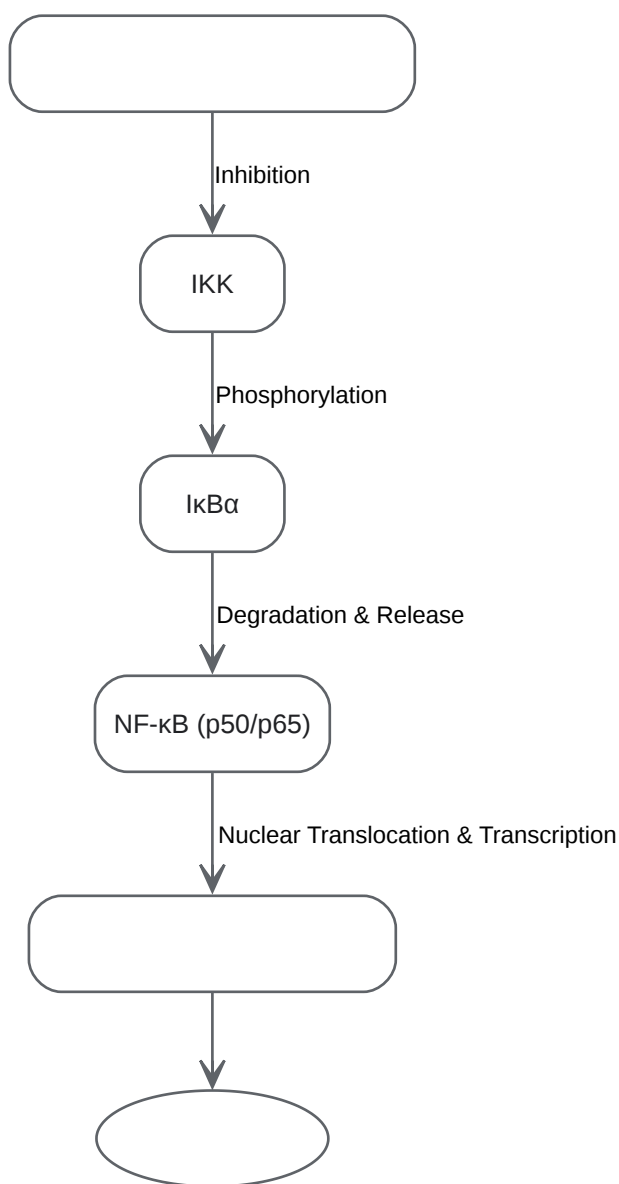 Inhibition
IKK
Phosphorylation
IκBα
Degradation & Release
NF-κB (p50/p65)
Nuclear Translocation & Transcription